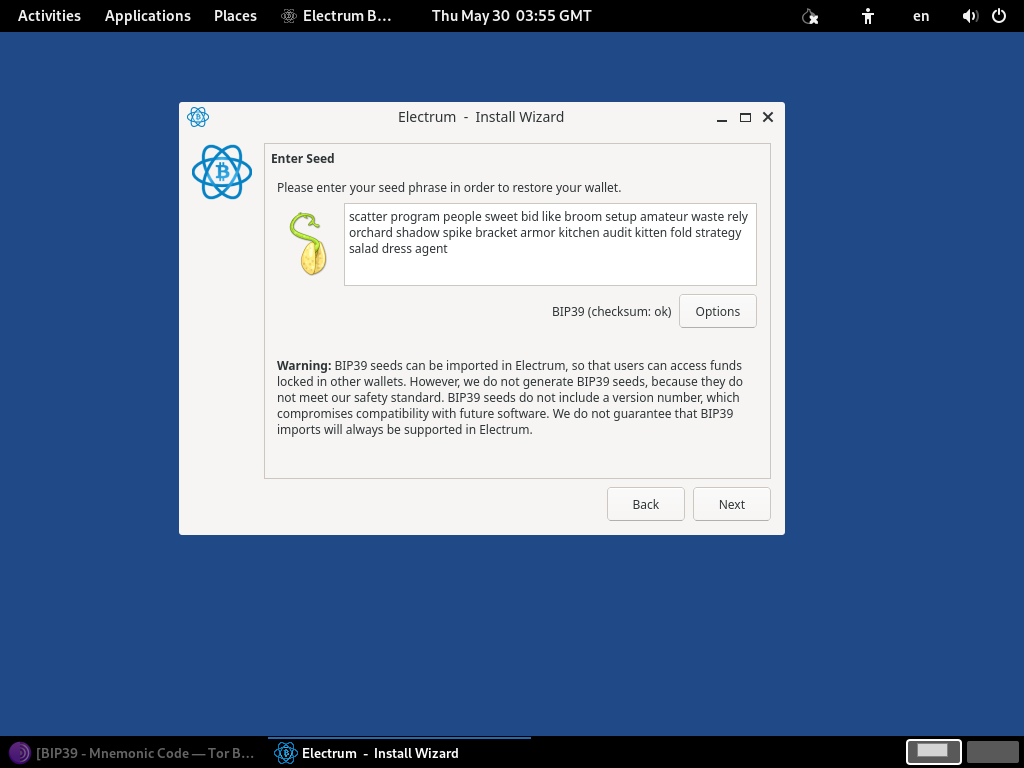 Activities Applications Places Electrum B... Thu May 30 03:55 GMT en
Electrum - Install Wizard
Enter Seed
Please enter your seed phrase in order to restore your wallet.
scatter program people sweet bid like broom setup amateur waste rely
orchard shadow spike bracket armor kitchen audit kitten fold strategy
salad dress agent
BIP39 (checksum: ok) Options
Warning: BIP39 seeds can be imported in Electrum, so that users can access funds
locked in other wallets. However, we do not generate BIP39 seeds, because they do
not meet our safety standard. BIP39 seeds do not include a version number, which
compromises compatibility with future software. We do not guarantee that BIP39
imports will always be supported in Electrum.
Back Next
[BIP39 - Mnemonic Code — Tor B... Electrum - Install Wizard